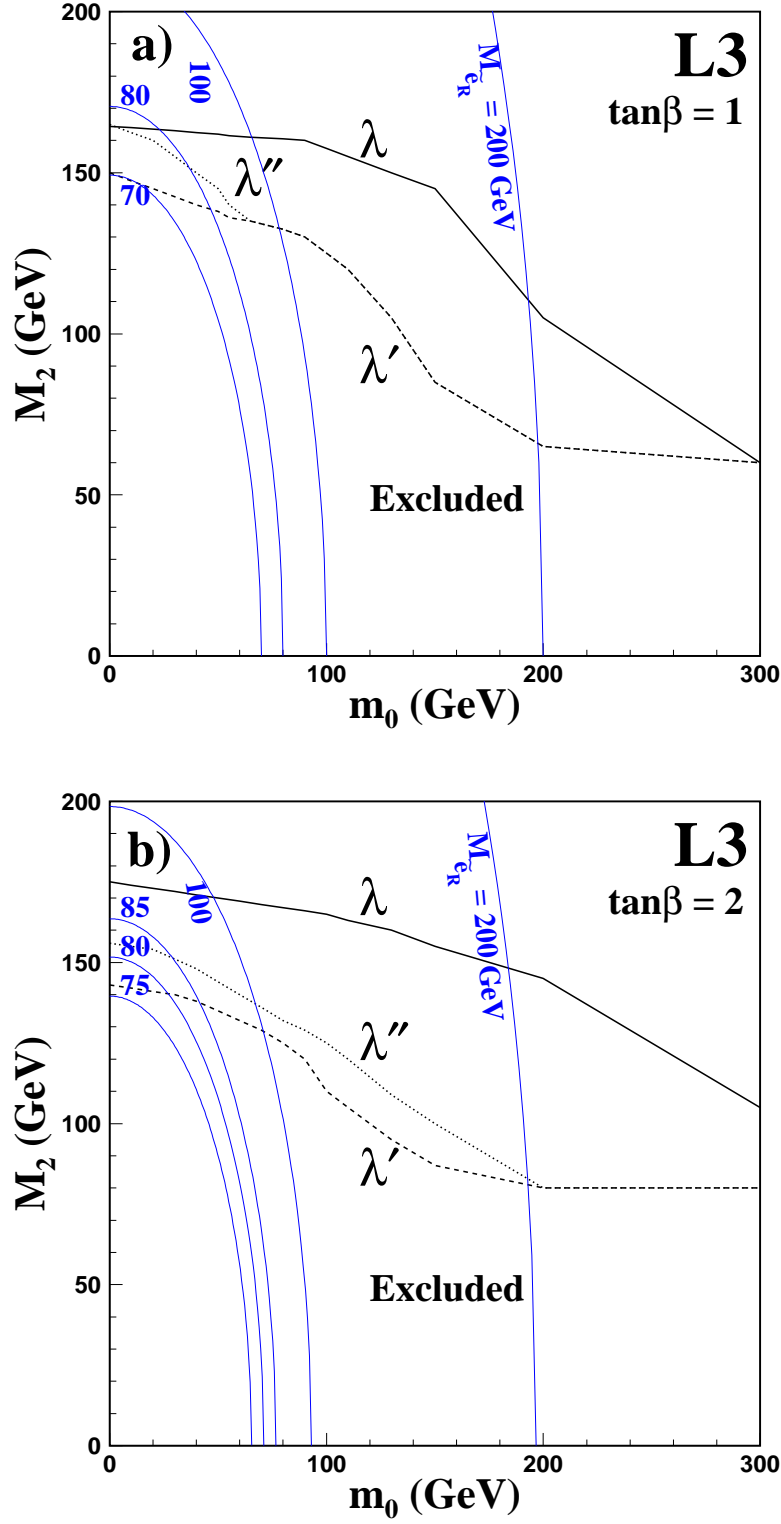 a)
L3
tanβ = 1
200
150
100
50
0
M₂ (GeV)
80
70
100
M_ẽ_R = 200 GeV
λ
λ″
λ′
Excluded
0
100
200
300
m₀ (GeV)
b)
L3
tanβ = 2
200
150
100
50
0
M₂ (GeV)
85
80
75
100
M_ẽ_R = 200 GeV
λ
λ″
λ′
Excluded
0
100
200
300
m₀ (GeV)